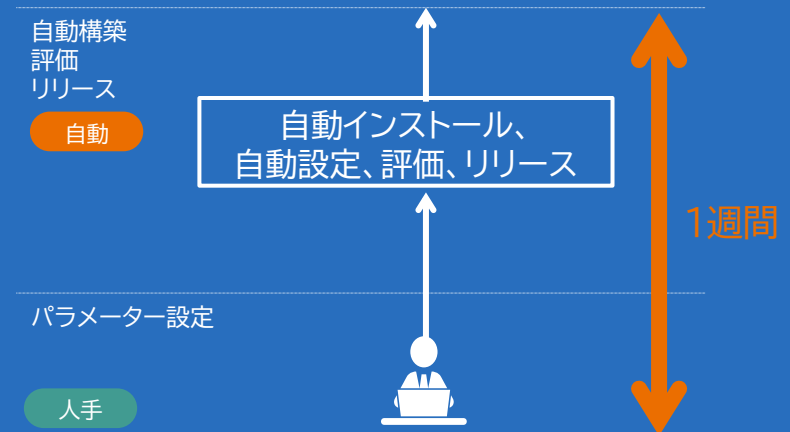 自動構築
評価
リリース
自動
自動インストール、
自動設定、評価、リリース
1週間
パラメーター設定
人手